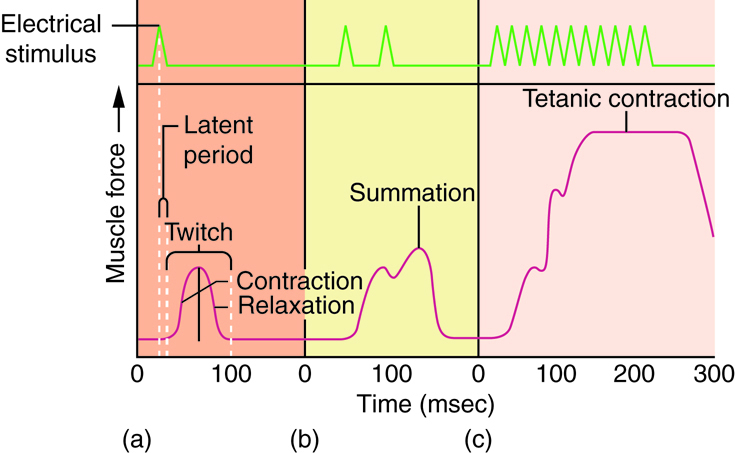 Electrical
stimulus
Latent
period
Twitch
Contraction
Relaxation
Summation
Tetanic contraction
Muscle force
0 100 0 100 0 100 200 300
Time (msec)
(a) (b) (c)